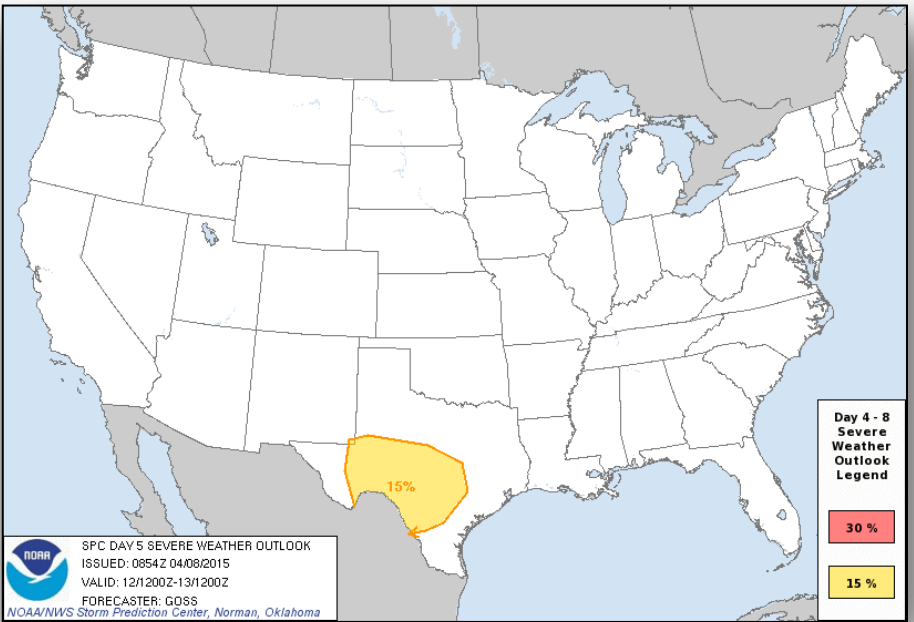 15%
Day 4 - 8
Severe
Weather
Outlook
Legend
30 %
15 %
NOAA
SPC DAY 5 SEVERE WEATHER OUTLOOK
ISSUED: 0854Z 04/08/2015
VALID: 12/1200Z-13/1200Z
FORECASTER: GOSS
NOAA/NWS Storm Prediction Center, Norman, Oklahoma